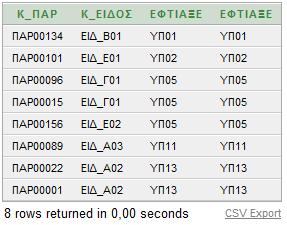 Κ_ΠΑΡ Κ_ΕΙΔΟΣ ΕΦΤΙΑΞΕ ΕΦΤΙΑΞΕ
ΠΑΡ00134 ΕΙΔ_Β01 ΥΠ01 ΥΠ01
ΠΑΡ00101 ΕΙΔ_Ε01 ΥΠ02 ΥΠ02
ΠΑΡ00096 ΕΙΔ_Γ01 ΥΠ05 ΥΠ05
ΠΑΡ00015 ΕΙΔ_Γ01 ΥΠ05 ΥΠ05
ΠΑΡ00156 ΕΙΔ_Ε02 ΥΠ05 ΥΠ05
ΠΑΡ00089 ΕΙΔ_Α03 ΥΠ11 ΥΠ11
ΠΑΡ00022 ΕΙΔ_Α02 ΥΠ13 ΥΠ13
ΠΑΡ00001 ΕΙΔ_Α02 ΥΠ13 ΥΠ13
8 rows returned in 0,00 seconds CSV Export